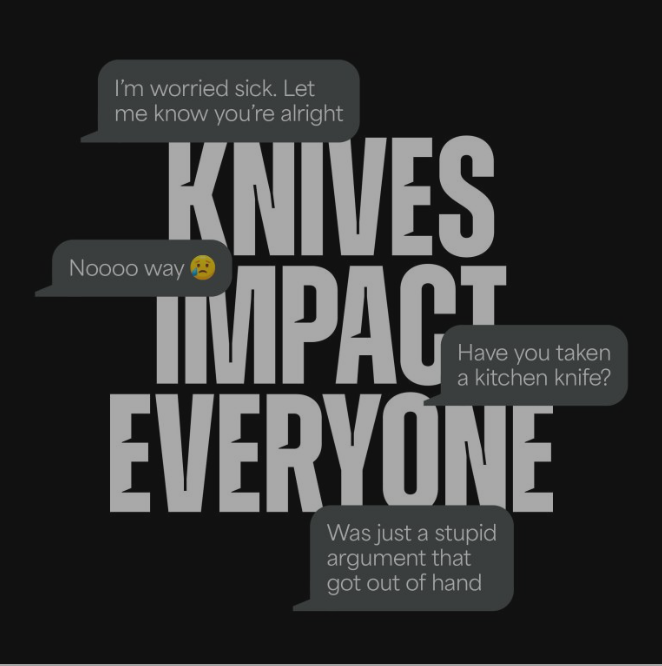 I’m worried sick. Let
me know you’re alright
KNIVES
Noooo way 😢
IMPACT
Have you taken
a kitchen knife?
EVERYONE
Was just a stupid
argument that
got out of hand